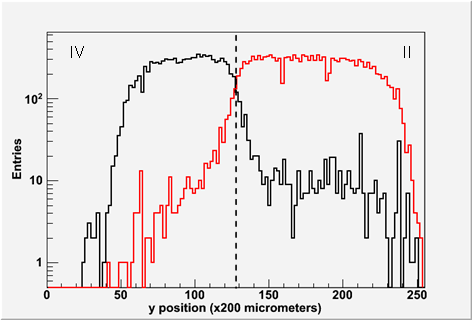 IV II
10²
10
1
Entries
0 50 100 150 200 250
y position (x200 micrometers)